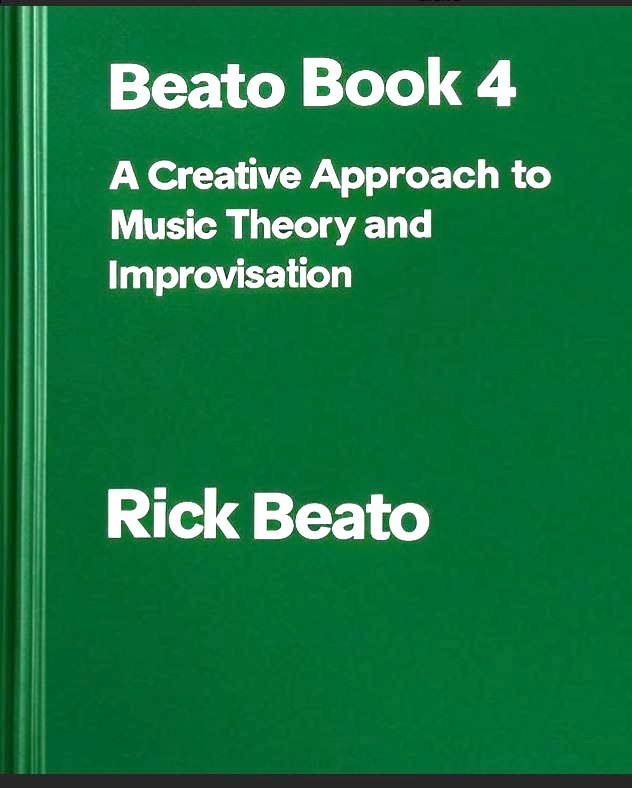 Beato Book 4
A Creative Approach to
Music Theory and
Improvisation
Rick Beato